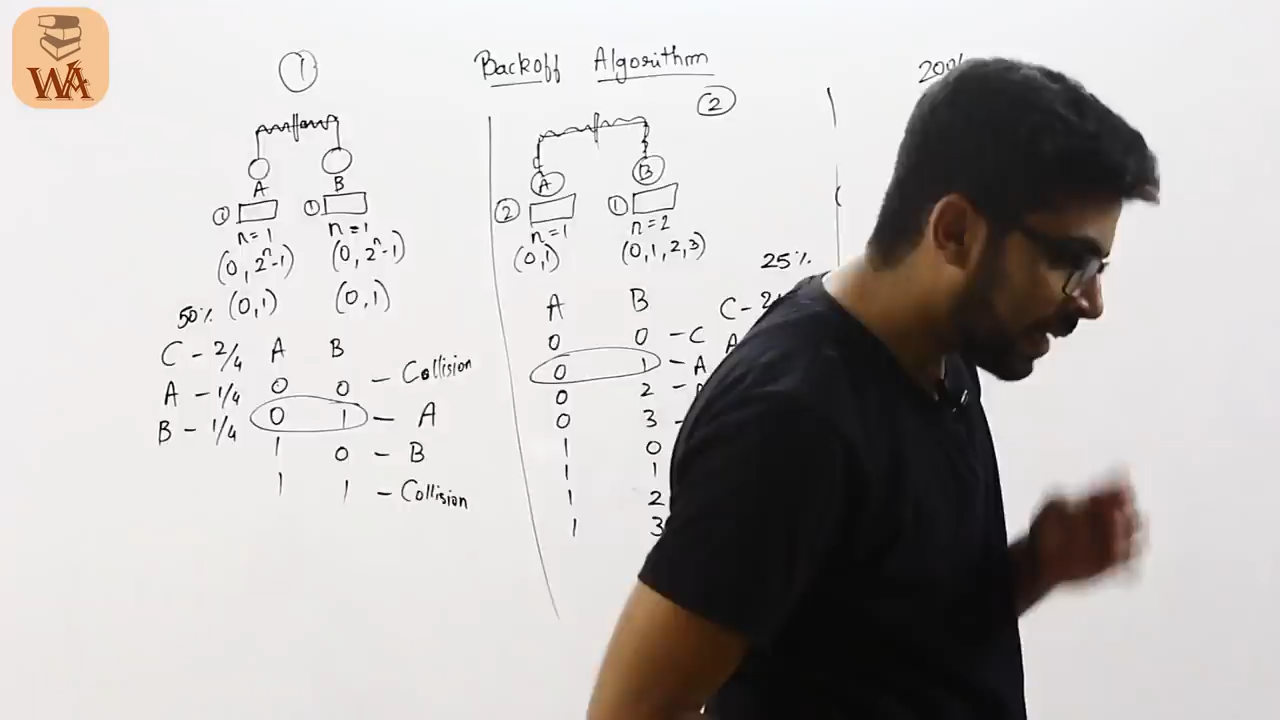 WA
Backoff Algorithm
①
A B
① ①
n = 1 n = 1
(0, 2ⁿ-1) (0, 2ⁿ-1)
(0, 1) (0, 1)
50%
C - 2/4
A - 1/4
B - 1/4
A B
0 0 - Collision
0 1 - A
1 0 - B
1 1 - Collision
②
A B
② ①
n = 1 n = 2
(0, 1) (0, 1, 2, 3)
A B
0 0 - C
0 1 - A
0 2 -
0 3 -
1 0
1 1
1 2
1 3
25%
C -
A